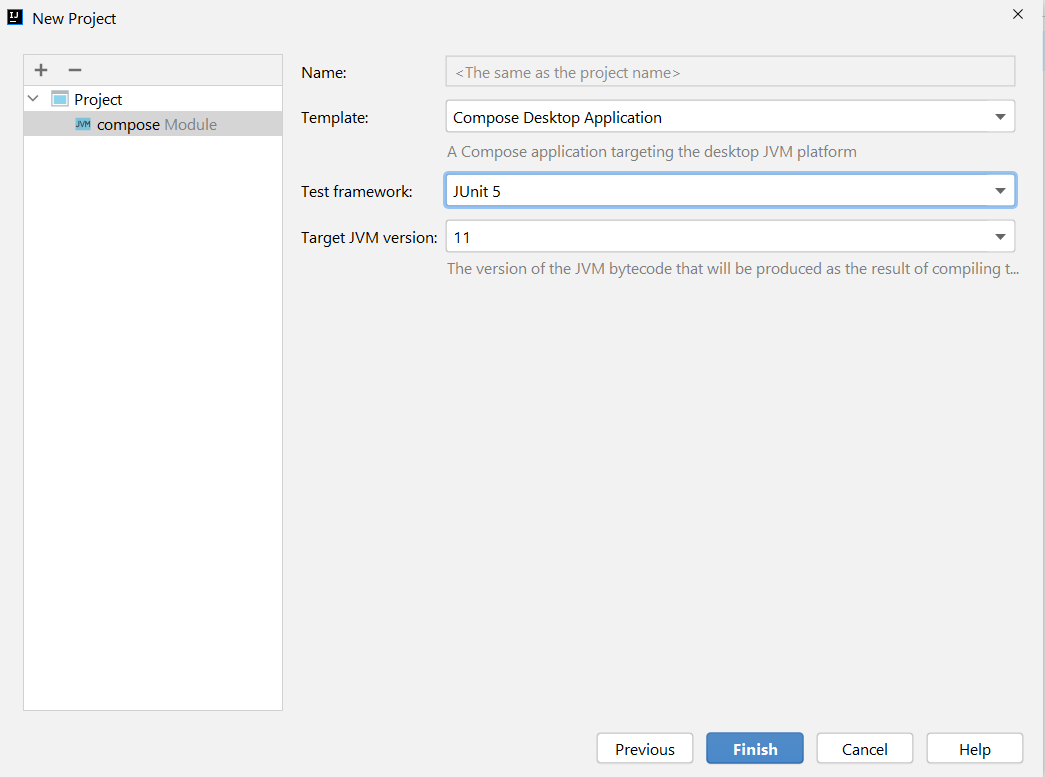 New Project
Project
compose Module
Name: <The same as the project name>
Template: Compose Desktop Application
A Compose application targeting the desktop JVM platform
Test framework: JUnit 5
Target JVM version: 11
The version of the JVM bytecode that will be produced as the result of compiling t...
Previous Finish Cancel Help